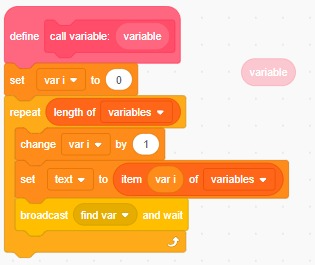 define call variable: variable
set var i to 0
variable
repeat length of variables
change var i by 1
set text to item var i of variables
broadcast find var and wait